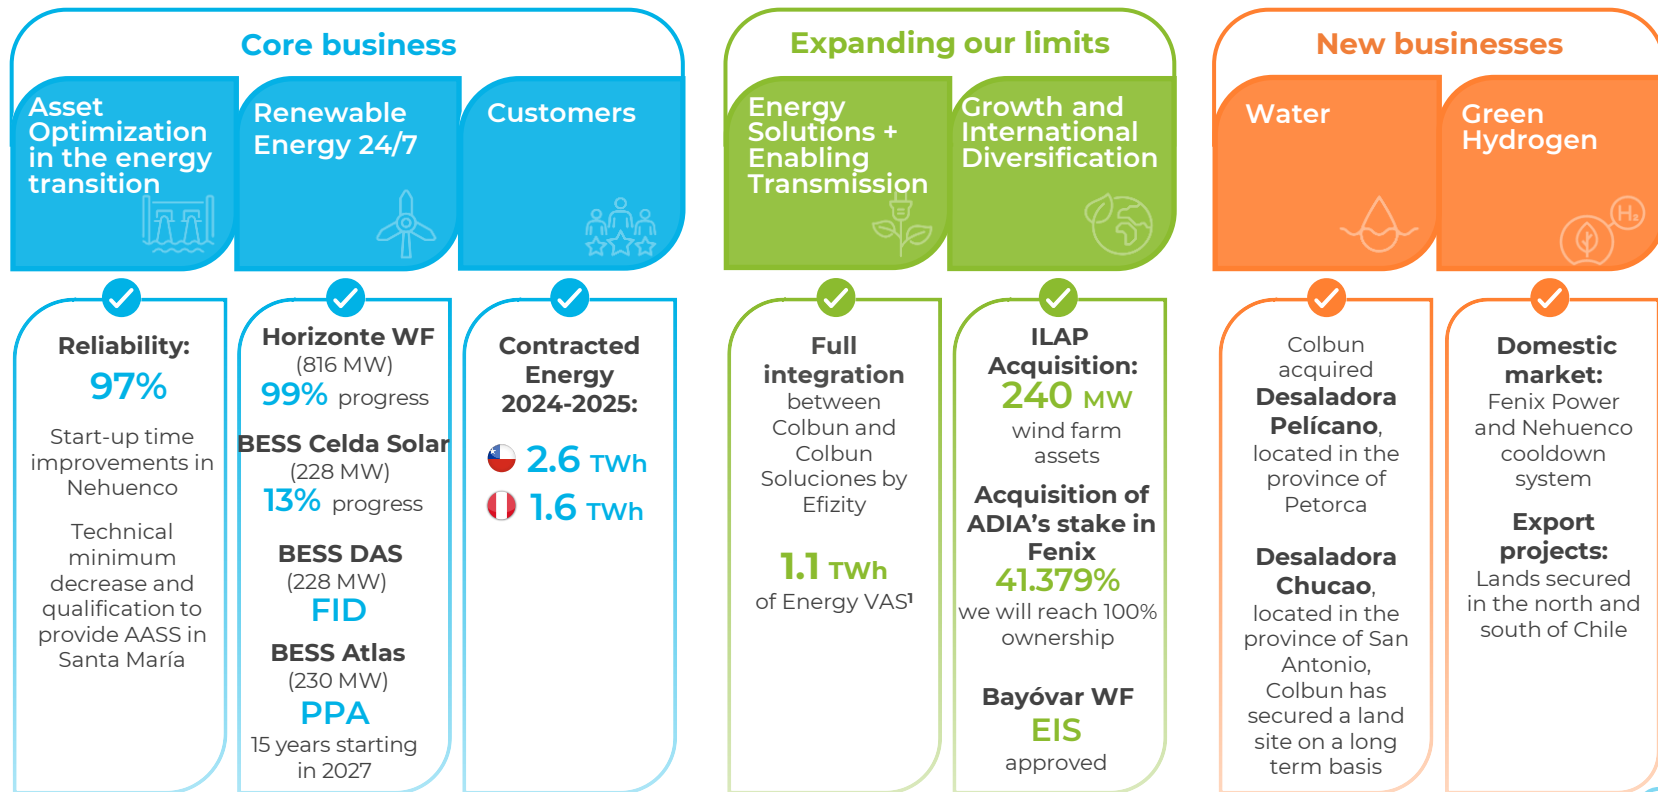 Core business
Asset
Optimization
in the energy
transition
Renewable
Energy 24/7
Customers
Reliability:
97%
Start-up time
improvements in
Nehuenco
Technical
minimum
decrease and
qualification to
provide AASS in
Santa María
Horizonte WF
(816 MW)
99% progress
BESS Celda Solar
(228 MW)
13% progress
BESS DAS
(228 MW)
FID
BESS Atlas
(230 MW)
PPA
15 years starting
in 2027
Contracted
Energy
2024-2025:
2.6 TWh
1.6 TWh
Expanding our limits
Energy
Solutions +
Enabling
Transmission
Growth and
International
Diversification
Full
integration
between
Colbun and
Colbun
Soluciones by
Efizity
1.1 TWh
of Energy VAS¹
ILAP
Acquisition:
240 MW
wind farm
assets
Acquisition of
ADIA’s stake in
Fenix
41.379%
we will reach 100%
ownership
Bayóvar WF
EIS
approved
New businesses
Water
Green
Hydrogen
H₂
Colbun
acquired
Desaladora
Pelícano,
located in the
province of
Petorca
Desaladora
Chucao,
located in the
province of San
Antonio,
Colbun has
secured a land
site on a long
term basis
Domestic
market:
Fenix Power
and Nehuenco
cooldown
system
Export
projects:
Lands secured
in the north and
south of Chile